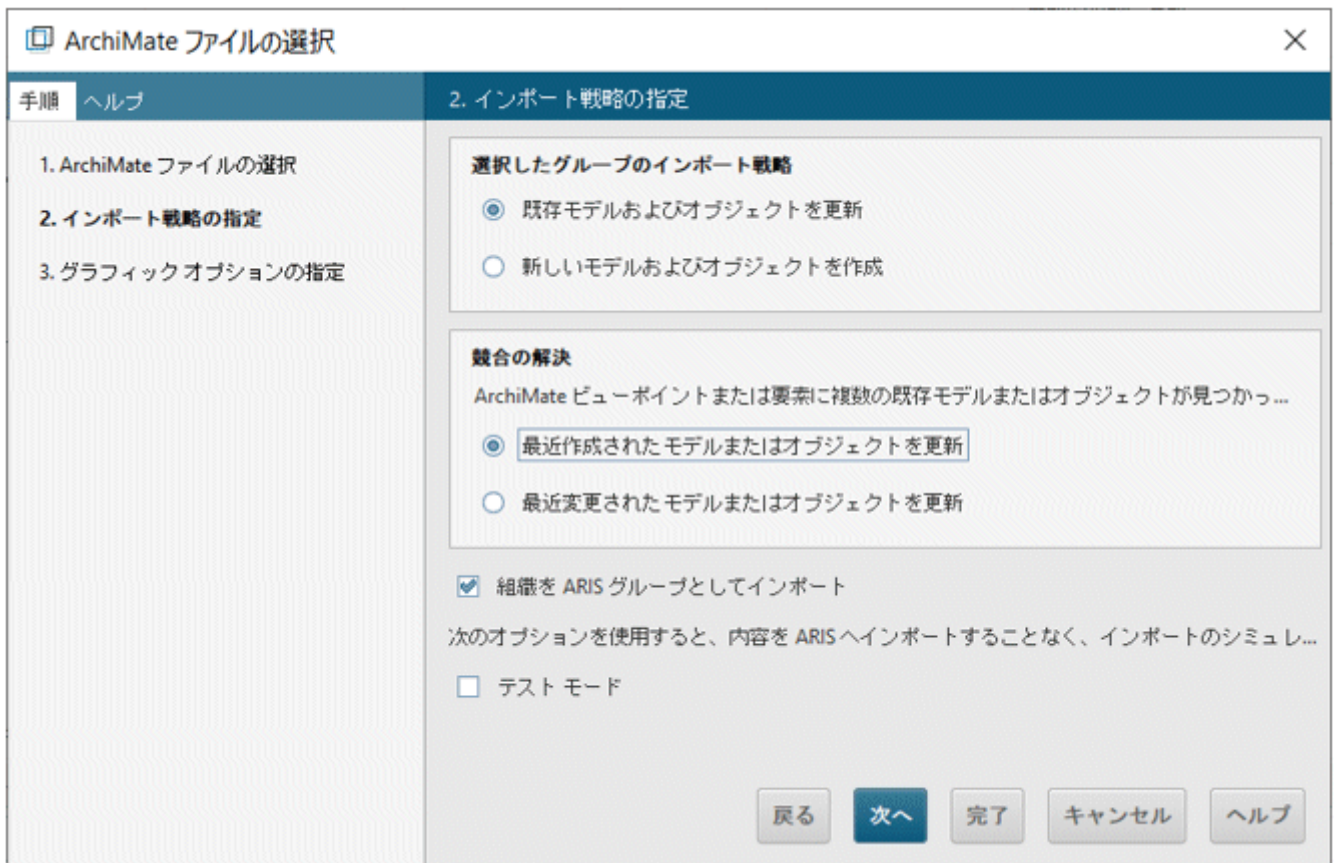 ArchiMate ファイルの選択
手順 ヘルプ
1. ArchiMate ファイルの選択
2. インポート戦略の指定
3. グラフィック オプションの指定
2. インポート戦略の指定
選択したグループのインポート戦略
既存モデルおよびオブジェクトを更新
新しいモデルおよびオブジェクトを作成
競合の解決
ArchiMate ビューポイントまたは要素に複数の既存モデルまたはオブジェクトが見つかっ...
最近作成されたモデルまたはオブジェクトを更新
最近変更されたモデルまたはオブジェクトを更新
組織を ARIS グループとしてインポート
次のオプションを使用すると、内容を ARIS へインポートすることなく、インポートのシミュレ...
テスト モード
戻る 次へ 完了 キャンセル ヘルプ